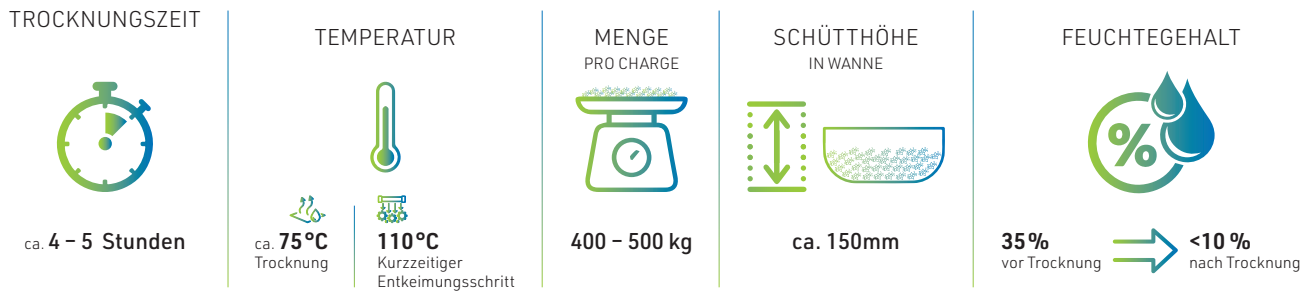 TROCKNUNGSZEIT
ca. 4 – 5 Stunden
TEMPERATUR
ca. 75°C
Trocknung
110°C
Kurzzeitiger
Entkeimungsschritt
MENGE
PRO CHARGE
400 – 500 kg
SCHÜTTHÖHE
IN WANNE
ca. 150mm
FEUCHTEGEHALT
%
35%
vor Trocknung
<10 %
nach Trocknung